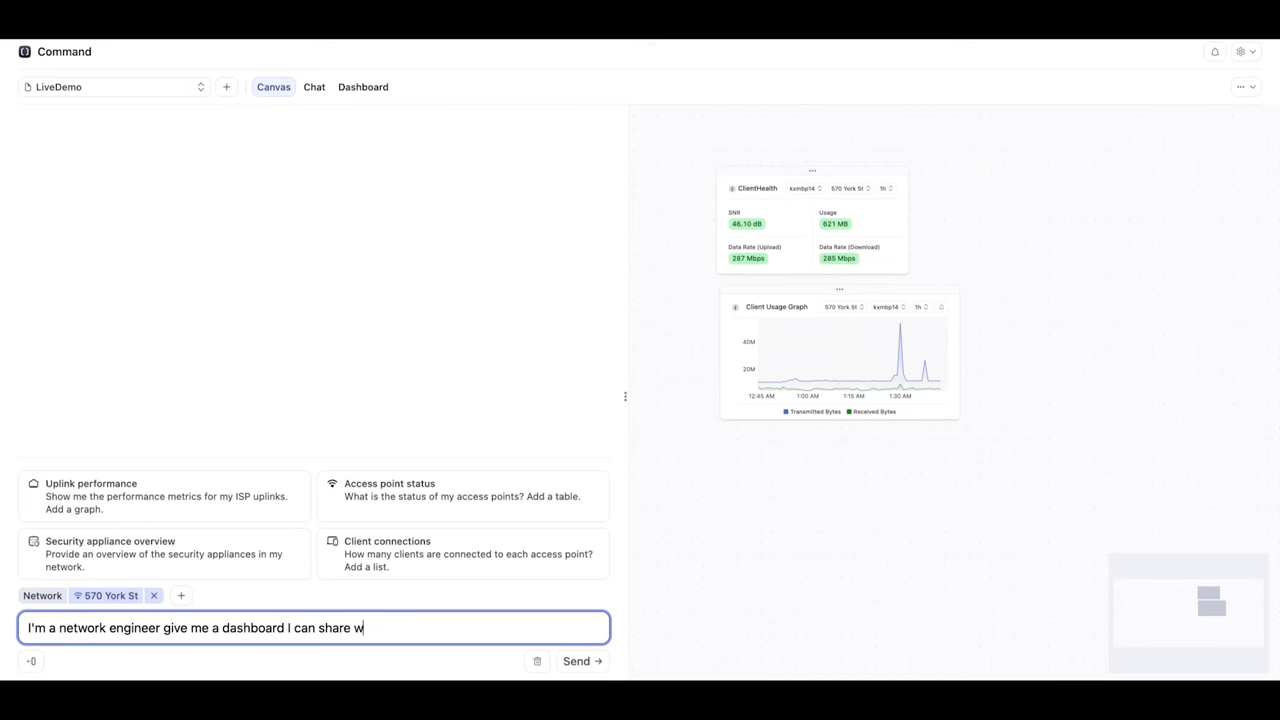 Command
LiveDemo
Canvas
Chat
Dashboard
ClientHealth
kxmbp14
570 York St
1h
SNR
46.10 dB
Usage
621 MB
Data Rate (Upload)
287 Mbps
Data Rate (Download)
285 Mbps
Client Usage Graph
570 York St
kxmbp14
1h
40M
20M
12:45 AM
1:00 AM
1:15 AM
1:30 AM
Transmitted Bytes
Received Bytes
Uplink performance
Show me the performance metrics for my ISP uplinks.
Add a graph.
Access point status
What is the status of my access points? Add a table.
Security appliance overview
Provide an overview of the security appliances in my
network.
Client connections
How many clients are connected to each access point?
Add a list.
Network
570 York St
I'm a network engineer give me a dashboard I can share w
Send